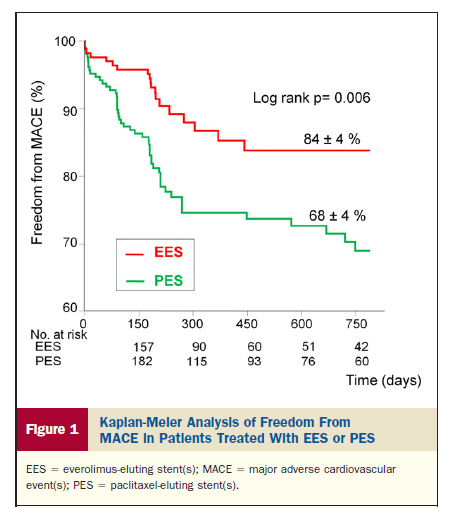 100
90
80
70
60
Freedom from MACE (%)
Log rank p= 0.006
84 ± 4 %
68 ± 4 %
EES
PES
0 150 300 450 600 750
No. at risk
EES 157 90 60 51 42
PES 182 115 93 76 60
Time (days)
Figure 1
Kaplan-Meier Analysis of Freedom From
MACE in Patients Treated With EES or PES
EES = everolimus-eluting stent(s); MACE = major adverse cardiovascular
event(s); PES = paclitaxel-eluting stent(s).